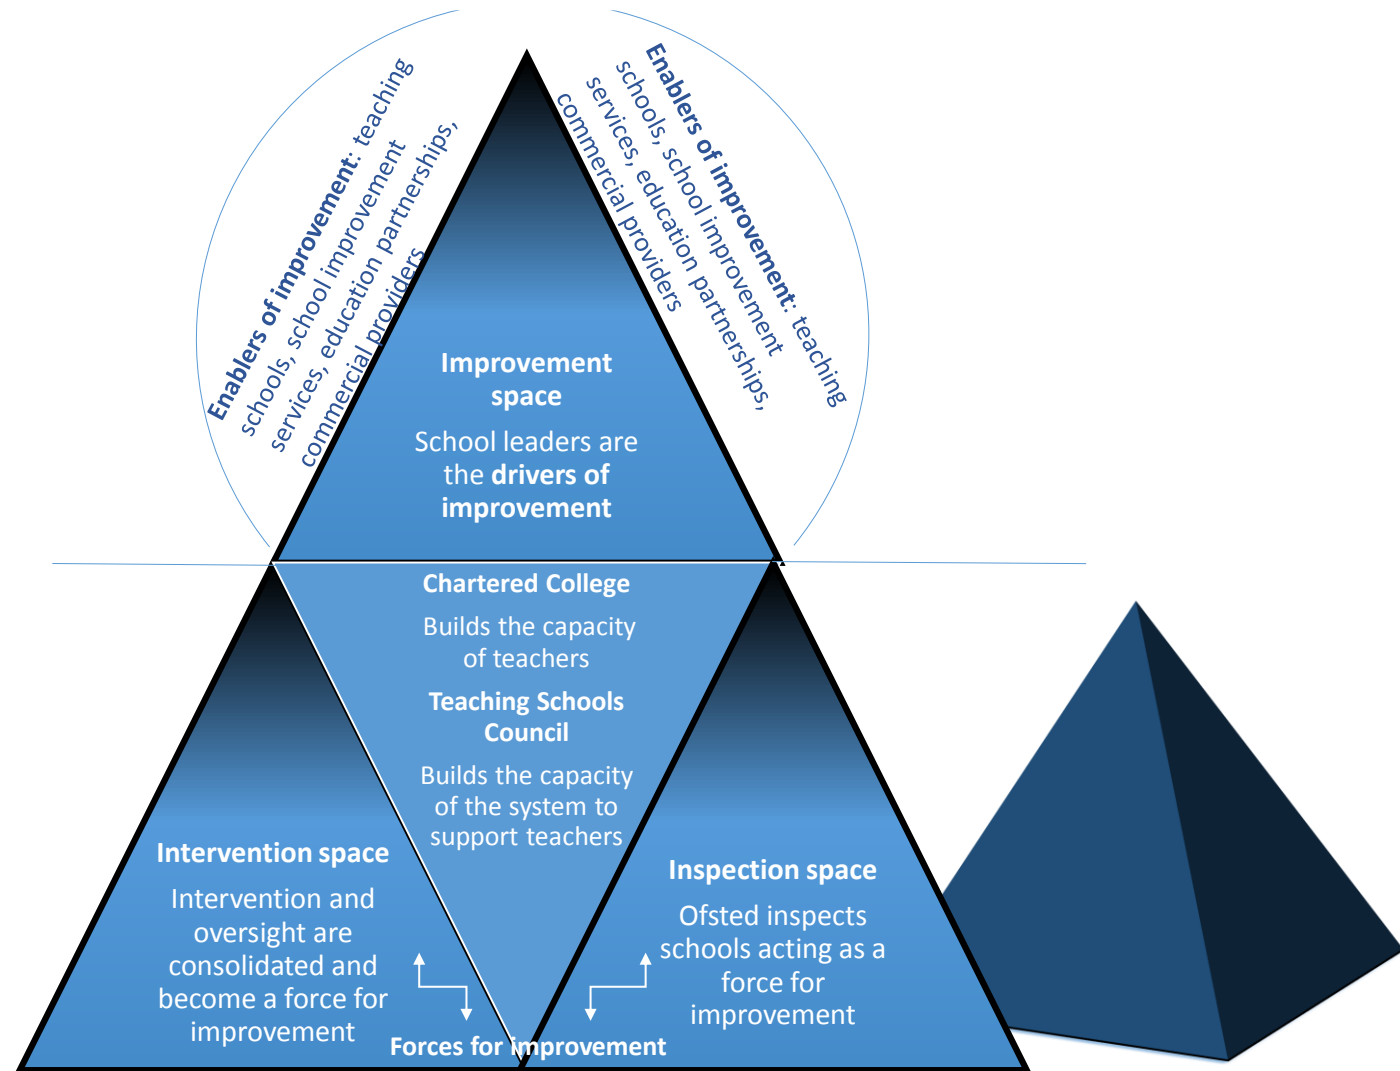 Enablers of improvement: teaching
schools, school improvement
services, education partnerships,
commercial providers
Enablers of improvement: teaching
schools, school improvement
services, education partnerships,
commercial providers
Improvement
space
School leaders are
the drivers of
improvement
Chartered College
Builds the capacity
of teachers
Teaching Schools
Council
Builds the capacity
of the system to
support teachers
Intervention space
Intervention and
oversight are
consolidated and
become a force for
improvement
Inspection space
Ofsted inspects
schools acting as a
force for
improvement
Forces for improvement